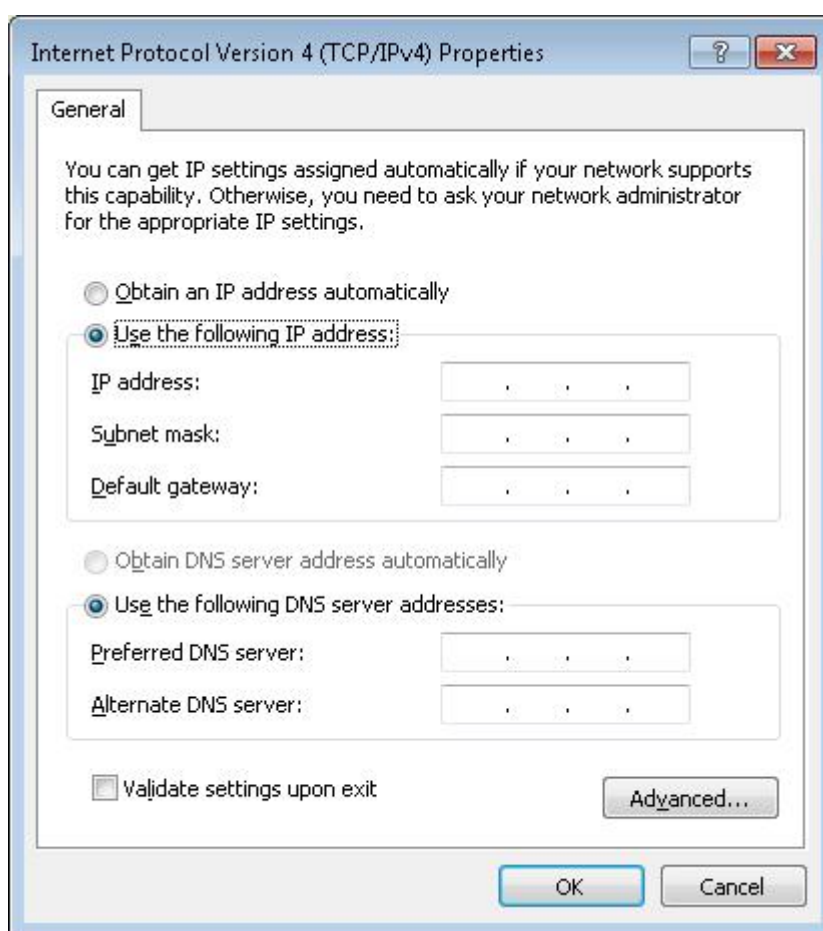 Internet Protocol Version 4 (TCP/IPv4) Properties
General
You can get IP settings assigned automatically if your network supports
this capability. Otherwise, you need to ask your network administrator
for the appropriate IP settings.
Obtain an IP address automatically
Use the following IP address:
IP address: . . .
Subnet mask: . . .
Default gateway: . . .
Obtain DNS server address automatically
Use the following DNS server addresses:
Preferred DNS server: . . .
Alternate DNS server: . . .
Validate settings upon exit
Advanced...
OK Cancel